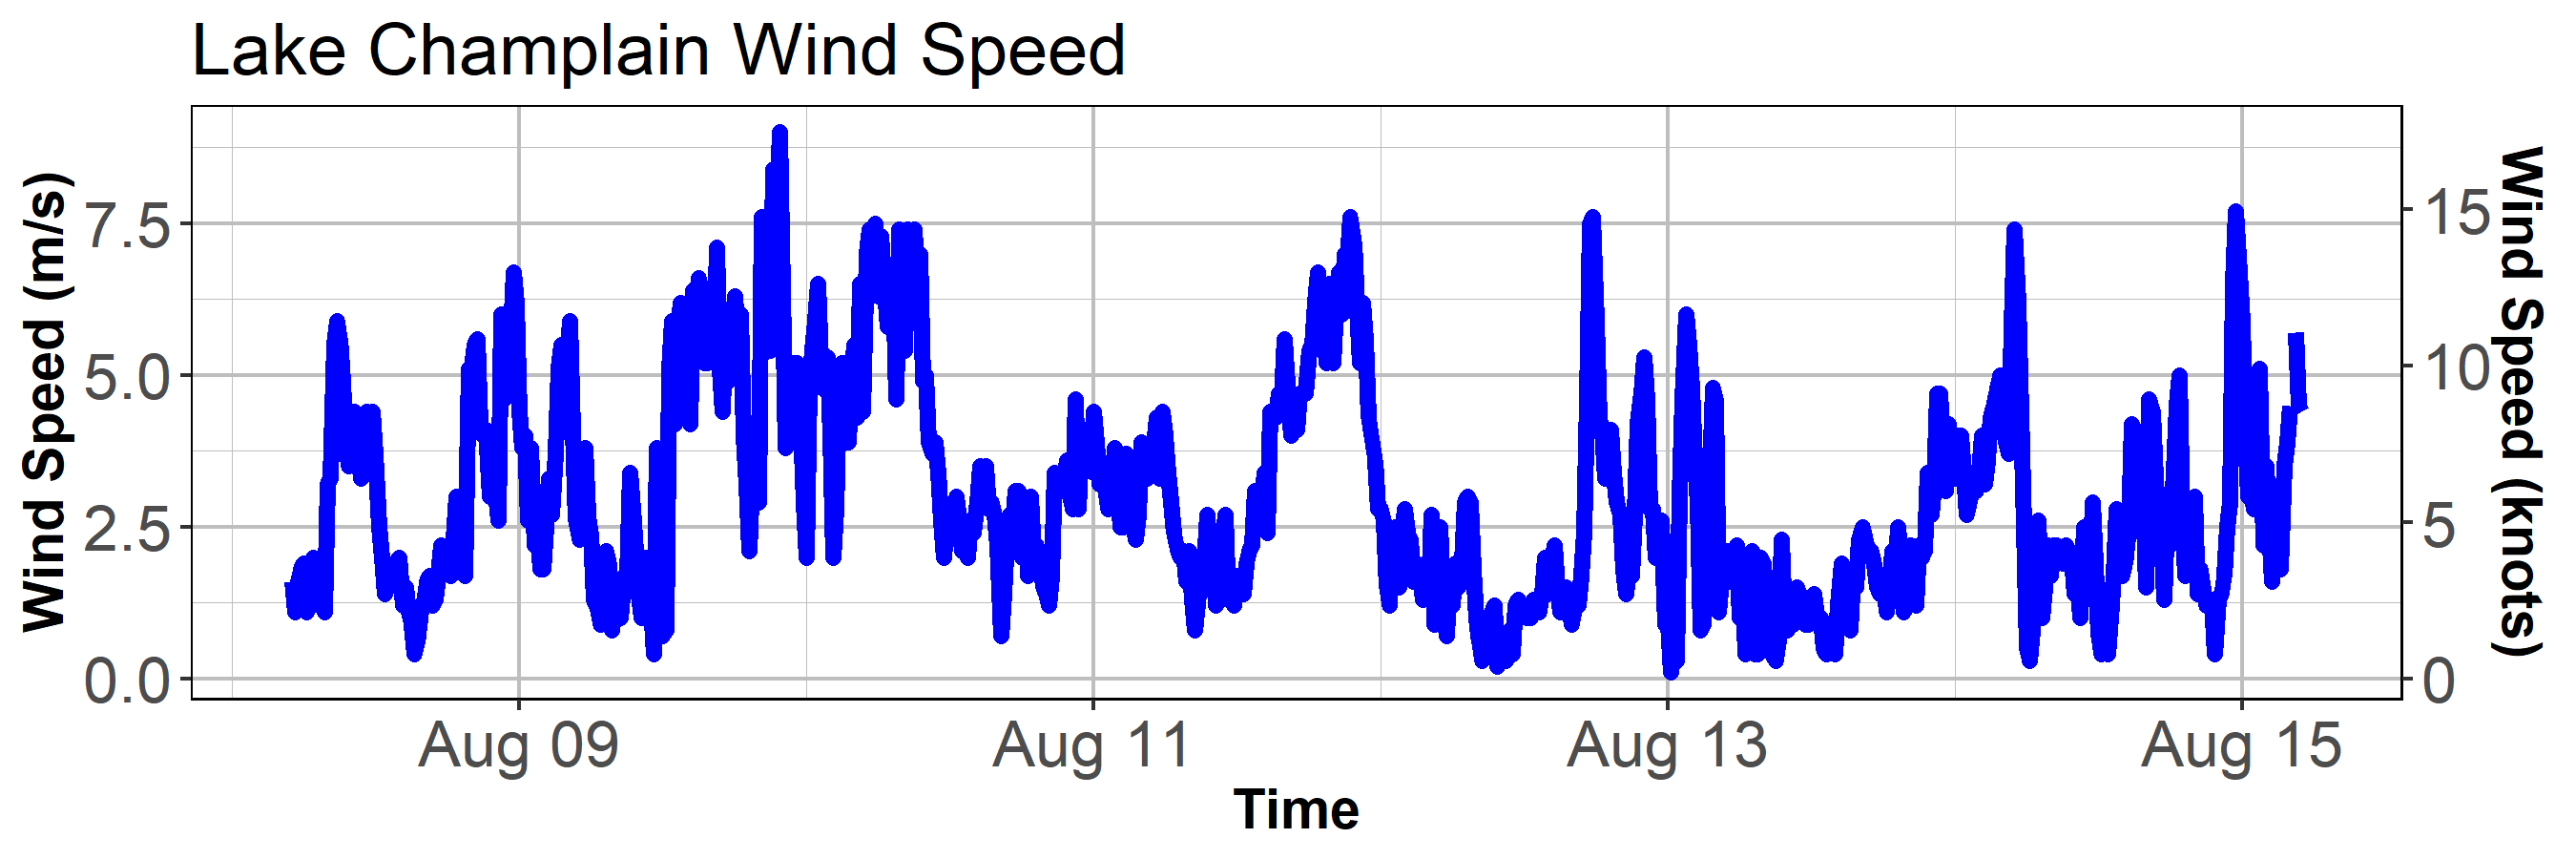 Lake Champlain Wind Speed
Wind Speed (m/s)
7.5
5.0
2.5
0.0
15
10
5
0
Wind Speed (knots)
Aug 09 Aug 11 Aug 13 Aug 15
Time